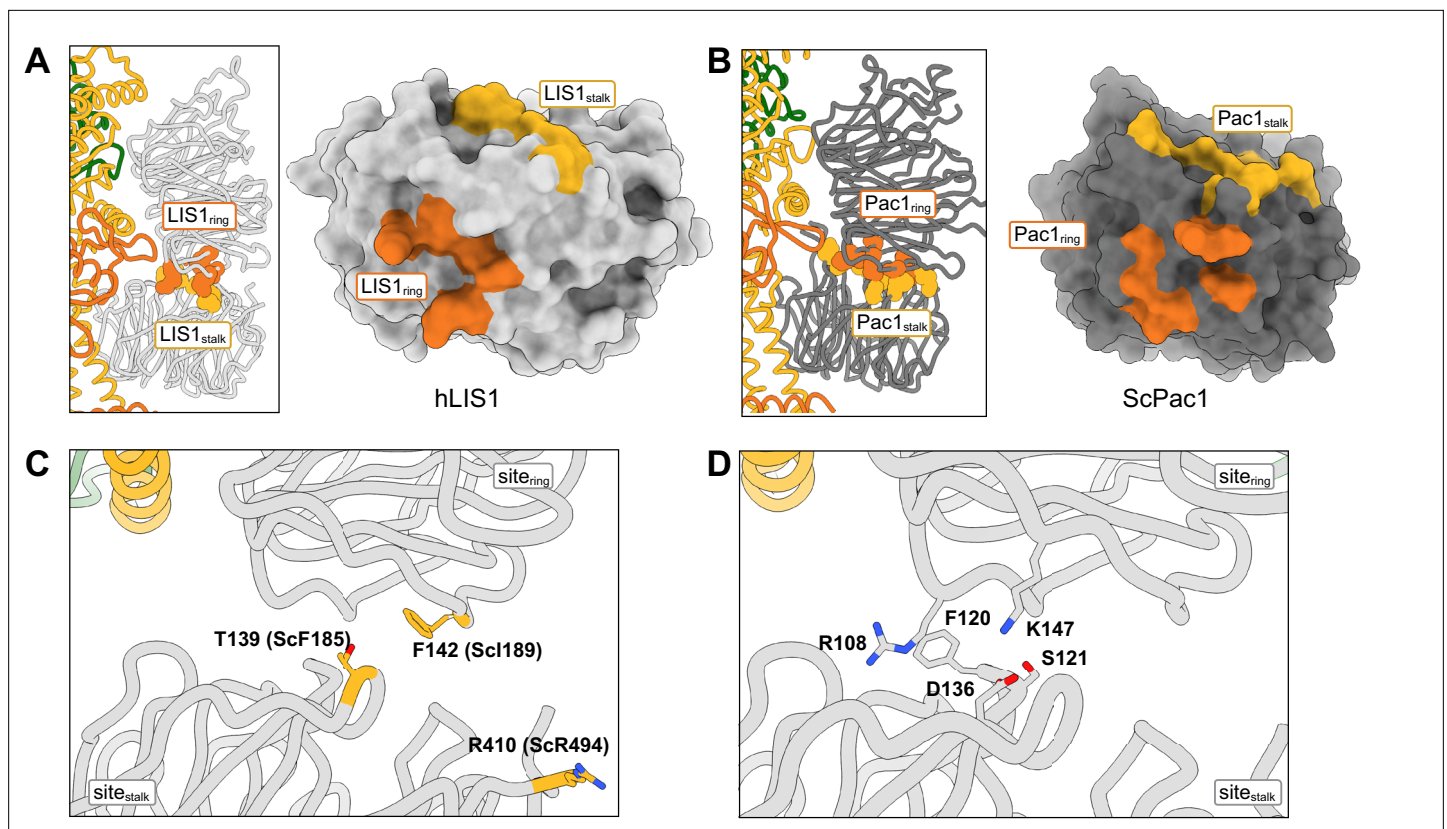 A
LIS1stalk
LIS1ring
LIS1ring
LIS1stalk
hLIS1
B
Pac1stalk
Pac1ring
Pac1ring
Pac1stalk
ScPac1
C
sitering
T139 (ScF185)
F142 (ScI189)
R410 (ScR494)
sitestalk
D
sitering
F120
K147
R108
S121
D136
sitestalk